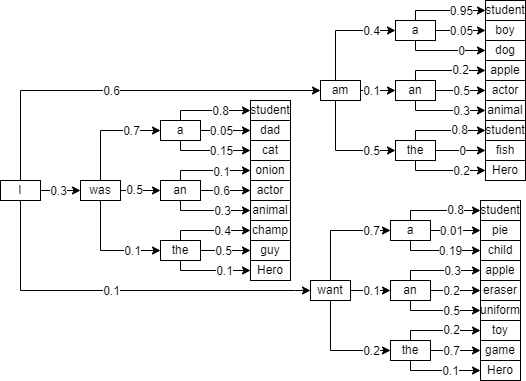 0.95 student
0.4 a 0.05 boy
0 dog
0.2 apple
0.6 am 0.1 an 0.5 actor
0.3 animal
0.8 student
0.5 the 0 fish
0.2 Hero
0.8 student
0.7 a 0.05 dad
0.15 cat
0.1 onion
I 0.3 was 0.5 an 0.6 actor
0.3 animal
0.4 champ
0.1 the 0.5 guy
0.1 Hero
0.8 student
0.7 a 0.01 pie
0.19 child
0.3 apple
0.1 want 0.1 an 0.2 eraser
0.5 uniform
0.2 toy
0.2 the 0.7 game
0.1 Hero